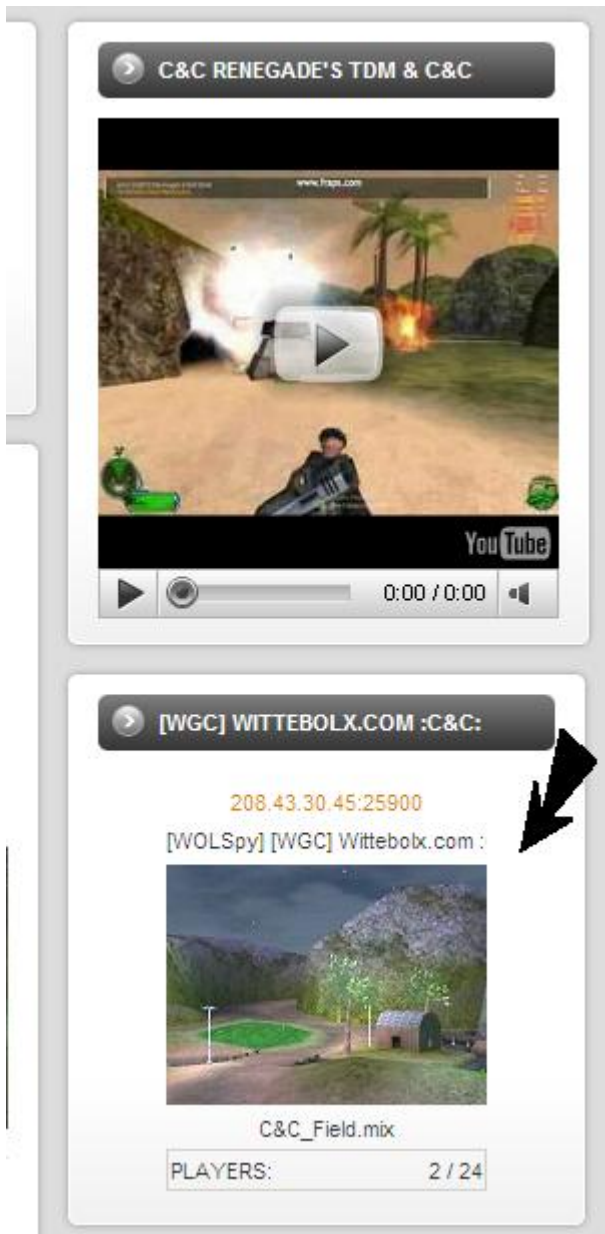 C&C RENEGADE'S TDM & C&C
www.fraps.com
YouTube
0:00 / 0:00
[WGC] WITTEBOLX.COM :C&C:
208.43.30.45:25900
[WOLSpy] [WGC] Wittebolx.com :
C&C_Field.mix
PLAYERS: 2 / 24